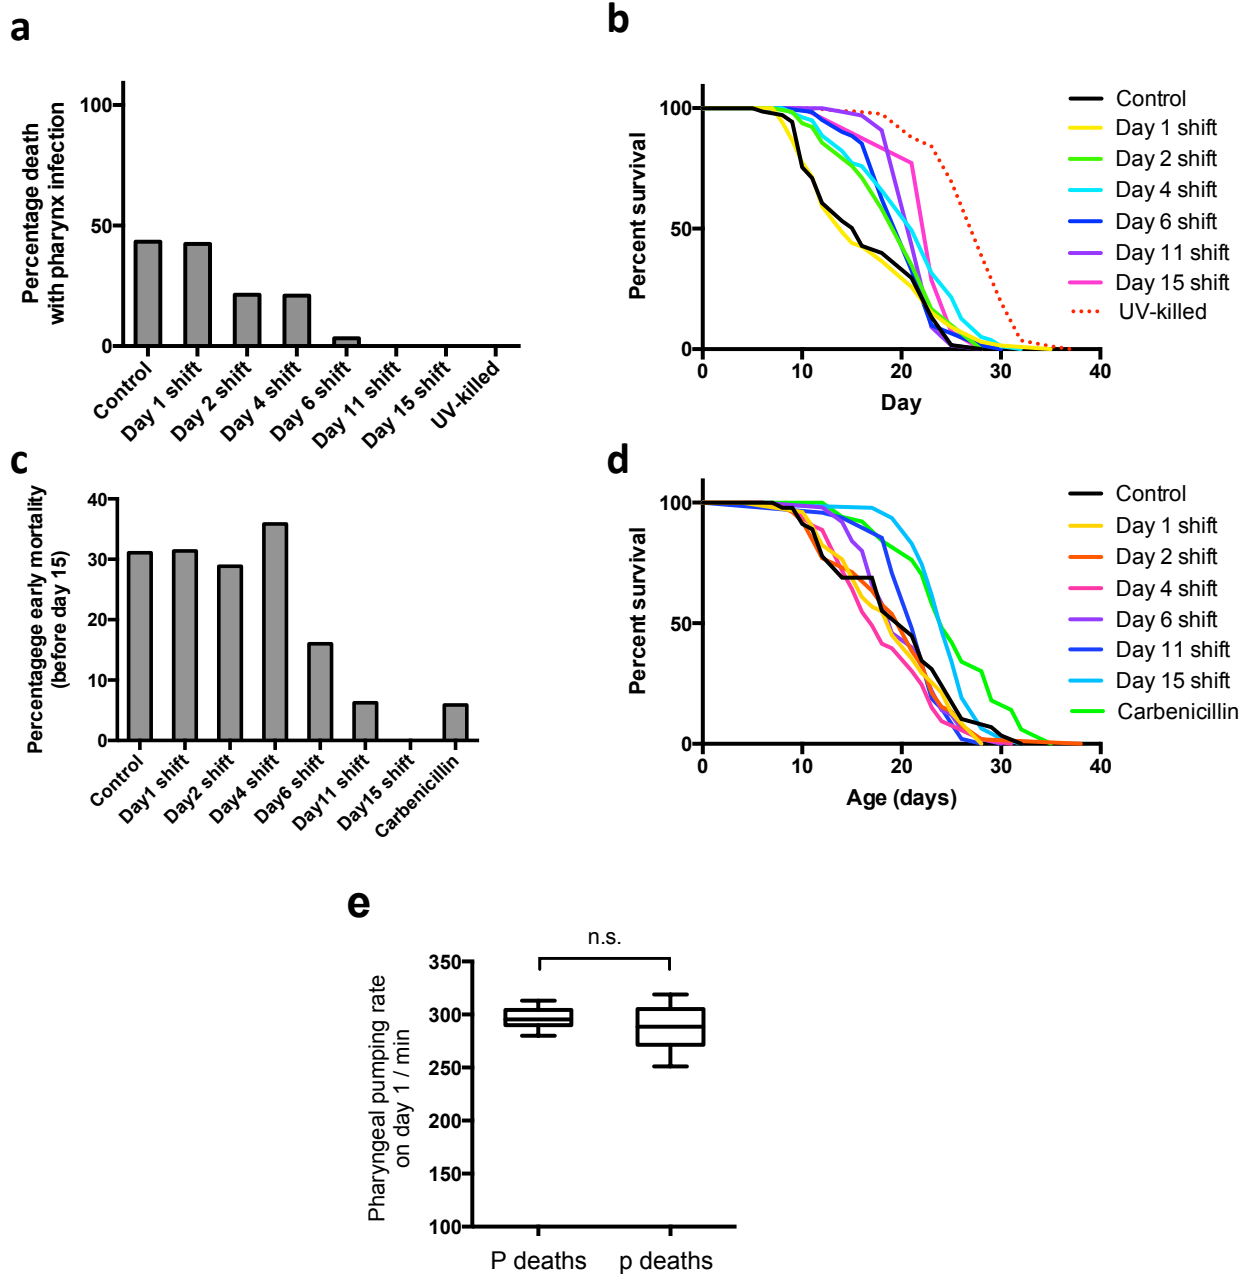 a
Percentage death
with pharynx infection
100
50
0
Control
Day 1 shift
Day 2 shift
Day 4 shift
Day 6 shift
Day 11 shift
Day 15 shift
UV-killed
b
Percent survival
100
50
0
0 10 20 30 40
Day
Control
Day 1 shift
Day 2 shift
Day 4 shift
Day 6 shift
Day 11 shift
Day 15 shift
UV-killed
c
Percentagege early mortality
(before day 15)
40
30
20
10
0
Control
Day1 shift
Day2 shift
Day4 shift
Day6 shift
Day11 shift
Day15 shift
Carbenicillin
d
Percent survival
100
50
0
0 10 20 30 40
Age (days)
Control
Day 1 shift
Day 2 shift
Day 4 shift
Day 6 shift
Day 11 shift
Day 15 shift
Carbenicillin
e
n.s.
Pharyngeal pumping rate
on day 1 / min
350
300
250
200
150
100
P deaths p deaths